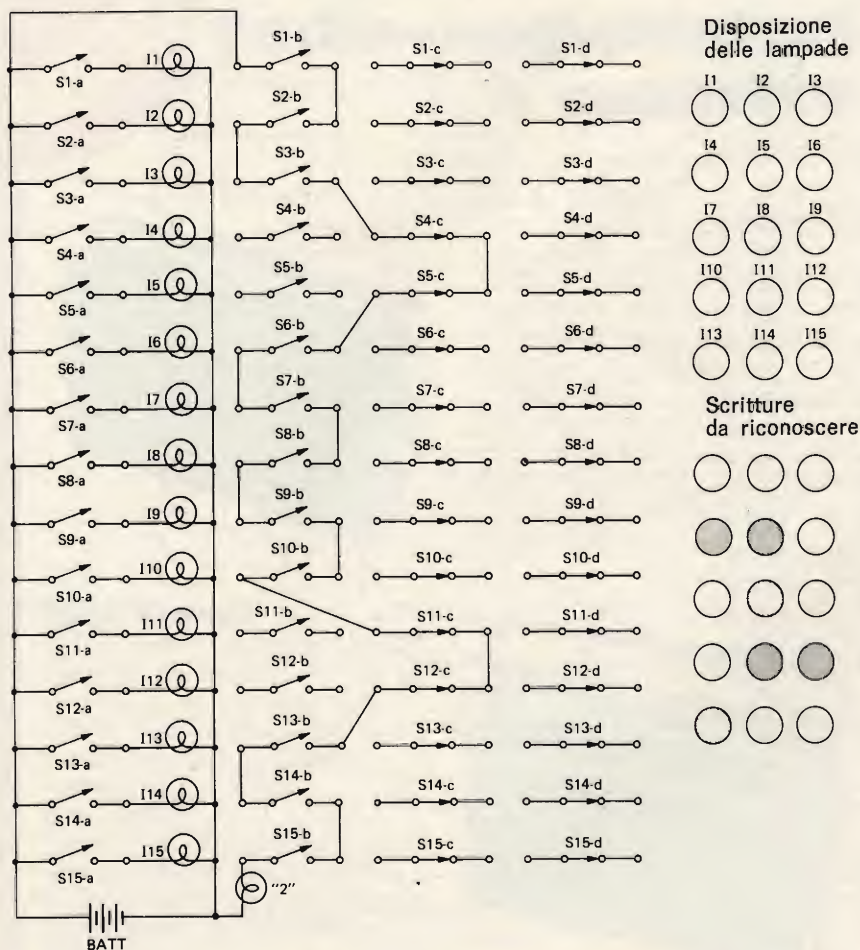 S1-b S1-c S1-d
I1
S1-a
S2-b S2-c S2-d
I2
S2-a
S3-b S3-c S3-d
I3
S3-a
S4-b S4-c S4-d
I4
S4-a
S5-b S5-c S5-d
I5
S5-a
S6-b S6-c S6-d
I6
S6-a
S7-b S7-c S7-d
I7
S7-a
S8-b S8-c S8-d
I8
S8-a
S9-b S9-c S9-d
I9
S9-a
S10-b S10-c S10-d
I10
S10-a
S11-b S11-c S11-d
I11
S11-a
S12-b S12-c S12-d
I12
S12-a
S13-b S13-c S13-d
I13
S13-a
S14-b S14-c S14-d
I14
S14-a
S15-b S15-c S15-d
I15
S15-a
"2"
BATT
Disposizione
delle lampade
I1 I2 I3
I4 I5 I6
I7 I8 I9
I10 I11 I12
I13 I14 I15
Scritture
da riconoscere